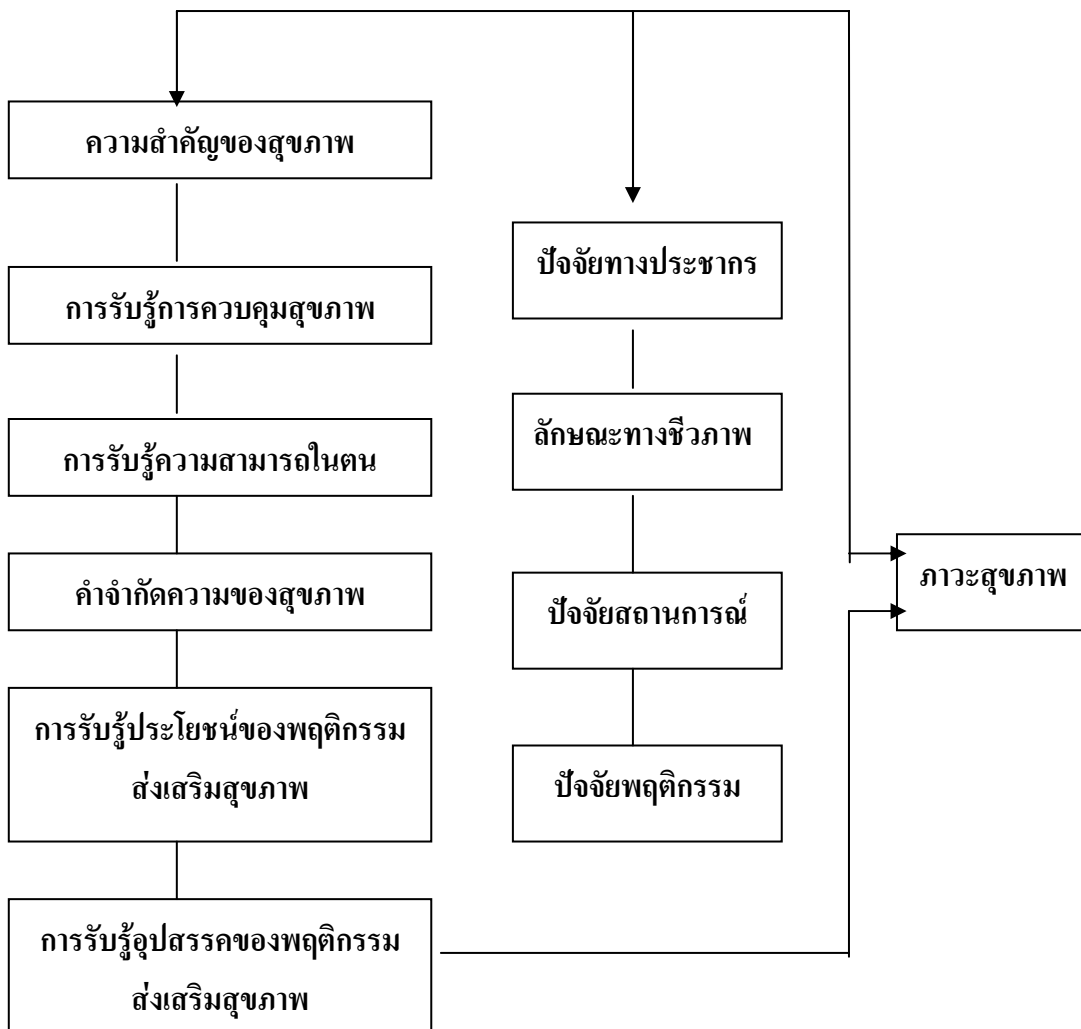 ความสำคัญของสุขภาพ
การรับรู้การควบคุมสุขภาพ
การรับรู้ความสามารถในตน
คำจำกัดความของสุขภาพ
การรับรู้ประโยชน์ของพฤติกรรม
ส่งเสริมสุขภาพ
การรับรู้อุปสรรคของพฤติกรรม
ส่งเสริมสุขภาพ
ปัจจัยทางประชากร
ลักษณะทางชีวภาพ
ปัจจัยสถานการณ์
ปัจจัยพฤติกรรม
ภาวะสุขภาพ